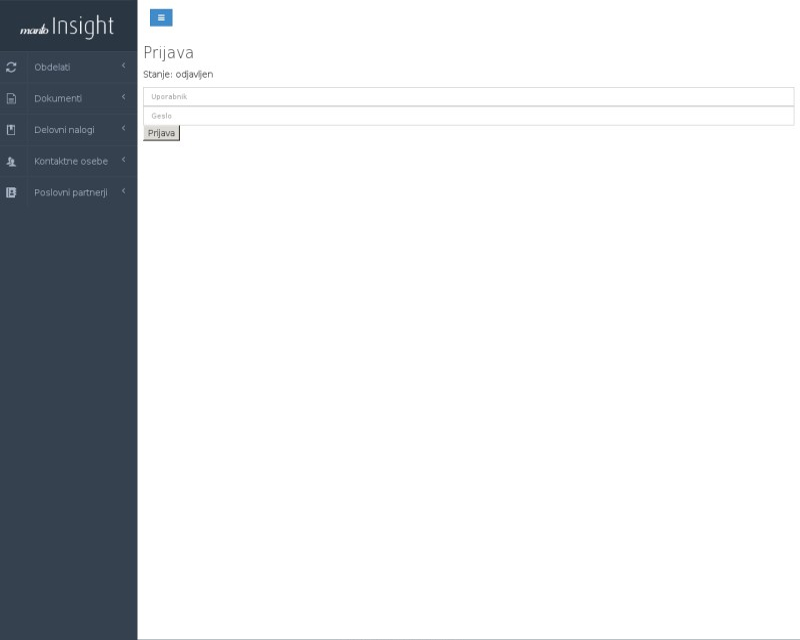 manlo Insight
Obdelati
Dokumenti
Delovni nalogi
Kontaktne osebe
Poslovni partnerji
Prijava
Stanje: odjavljen
Uporabnik
Geslo
Prijava